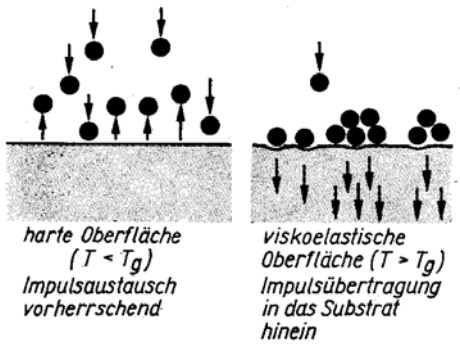 harte Oberfläche
( T < Tg )
Impulsaustausch
vorherrschend
viskoelastische
Oberfläche ( T > Tg )
Impulsübertragung
in das Substrat
hinein